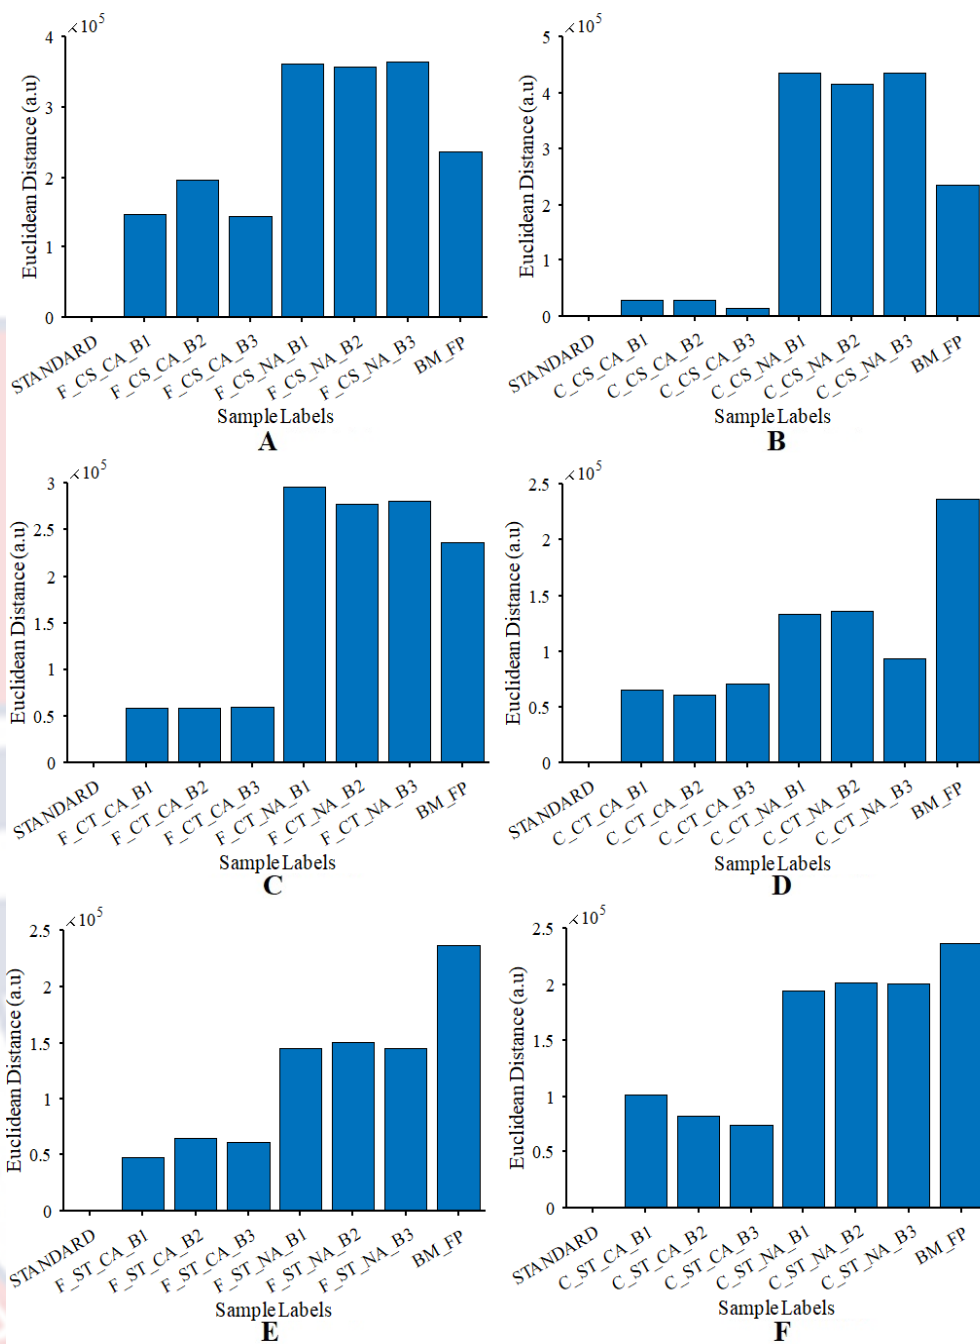 ×10^5
4
3
2
1
0
Euclidean Distance (a.u)
STANDARD
F_CS_CA_B1
F_CS_CA_B2
F_CS_CA_B3
F_CS_NA_B1
F_CS_NA_B2
F_CS_NA_B3
BM_FP
Sample Labels
A
×10^5
5
4
3
2
1
0
Euclidean Distance (a.u)
STANDARD
C_CS_CA_B1
C_CS_CA_B2
C_CS_CA_B3
C_CS_NA_B1
C_CS_NA_B2
C_CS_NA_B3
BM_FP
Sample Labels
B
×10^5
3
2.5
2
1.5
1
0.5
0
Euclidean Distance (a.u)
STANDARD
F_CT_CA_B1
F_CT_CA_B2
F_CT_CA_B3
F_CT_NA_B1
F_CT_NA_B2
F_CT_NA_B3
BM_FP
Sample Labels
C
×10^5
2.5
2
1.5
1
0.5
0
Euclidean Distance (a.u)
STANDARD
C_CT_CA_B1
C_CT_CA_B2
C_CT_CA_B3
C_CT_NA_B1
C_CT_NA_B2
C_CT_NA_B3
BM_FP
Sample Labels
D
×10^5
2.5
2
1.5
1
0.5
0
Euclidean Distance (a.u)
STANDARD
F_ST_CA_B1
F_ST_CA_B2
F_ST_CA_B3
F_ST_NA_B1
F_ST_NA_B2
F_ST_NA_B3
BM_FP
Sample Labels
E
×10^5
2.5
2
1.5
1
0.5
0
Euclidean Distance (a.u)
STANDARD
C_ST_CA_B1
C_ST_CA_B2
C_ST_CA_B3
C_ST_NA_B1
C_ST_NA_B2
C_ST_NA_B3
BM_FP
Sample Labels
F